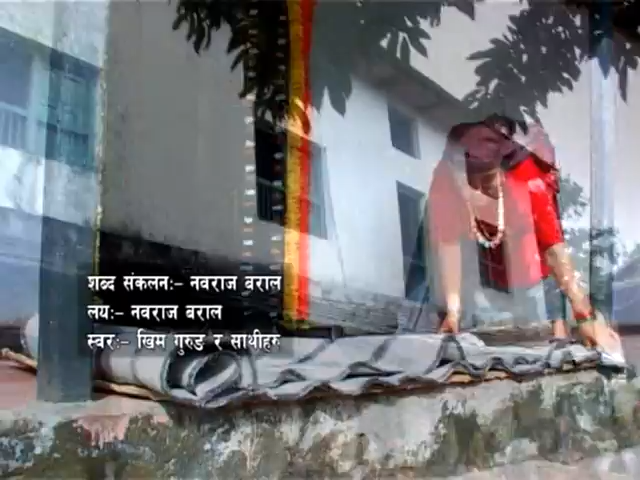 शब्द संकलनः- नवराज बराल
लयः- नवराज बराल
स्वरः- खिम गुरुङ र साथीहरु